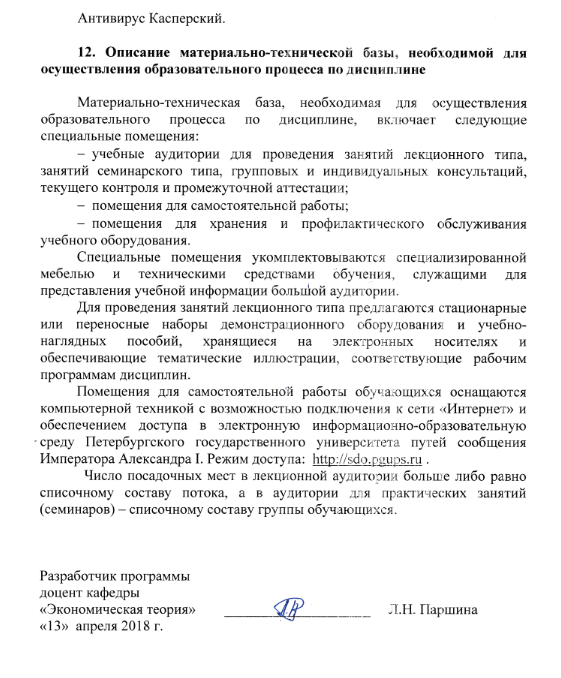 Антивирус Касперский.
12. Описание материально-технической базы, необходимой для
осуществления образовательного процесса по дисциплине
Материально-техническая база, необходимая для осуществления
образовательного процесса по дисциплине, включает следующие
специальные помещения:
– учебные аудитории для проведения занятий лекционного типа,
занятий семинарского типа, групповых и индивидуальных консультаций,
текущего контроля и промежуточной аттестации;
– помещения для самостоятельной работы;
– помещения для хранения и профилактического обслуживания
учебного оборудования.
Специальные помещения укомплектовываются специализированной
мебелью и техническими средствами обучения, служащими для
представления учебной информации большой аудитории.
Для проведения занятий лекционного типа предлагаются стационарные
или переносные наборы демонстрационного оборудования и учебно-
наглядных пособий, хранящиеся на электронных носителях и
обеспечивающие тематические иллюстрации, соответствующие рабочим
программам дисциплин.
Помещения для самостоятельной работы обучающихся оснащаются
компьютерной техникой с возможностью подключения к сети «Интернет» и
обеспечением доступа в электронную информационно-образовательную
среду Петербургского государственного университета путей сообщения
Императора Александра I. Режим доступа: http://sdo.pgups.ru .
Число посадочных мест в лекционной аудитории больше либо равно
списочному составу потока, а в аудитории для практических занятий
(семинаров) – списочному составу группы обучающихся.
Разработчик программы
доцент кафедры
«Экономическая теория» Л.Н. Паршина
«13» апреля 2018 г.